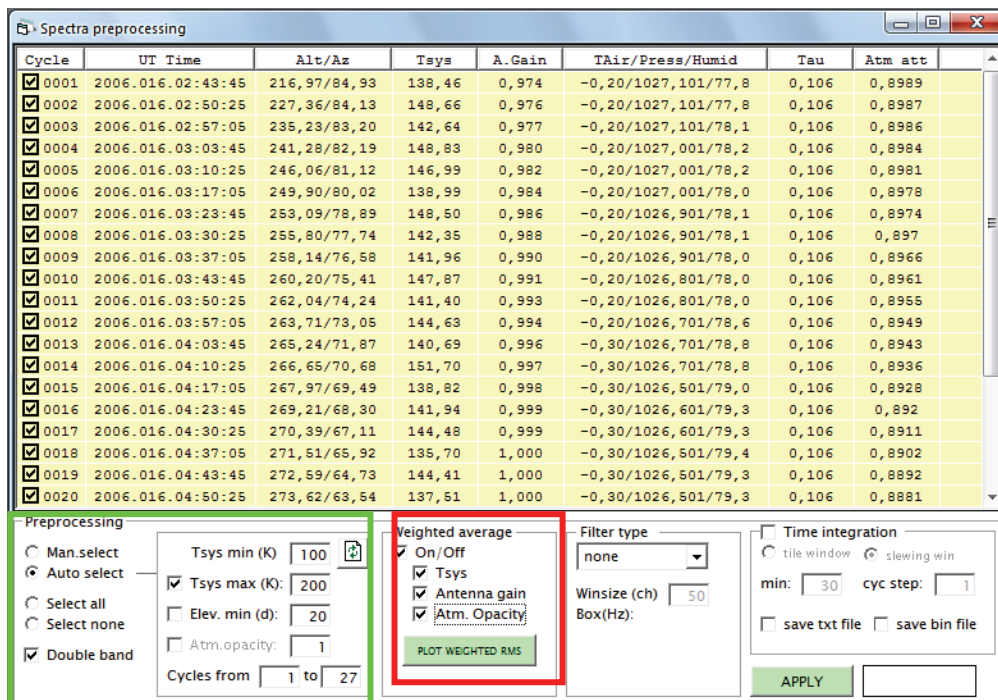 Spectra preprocessing
Cycle UT Time Alt/Az Tsys A.Gain TAir/Press/Humid Tau Atm att
0001 2006.016.02:43:45 216,97/84,93 138,46 0,974 -0,20/1027,101/77,8 0,106 0,8989
0002 2006.016.02:50:25 227,36/84,13 148,66 0,976 -0,20/1027,101/77,8 0,106 0,8987
0003 2006.016.02:57:05 235,23/83,20 142,64 0,977 -0,20/1027,101/78,1 0,106 0,8986
0004 2006.016.03:03:45 241,28/82,19 148,83 0,980 -0,20/1027,001/78,2 0,106 0,8984
0005 2006.016.03:10:25 246,06/81,12 146,99 0,982 -0,20/1027,001/78,2 0,106 0,8981
0006 2006.016.03:17:05 249,90/80,02 138,99 0,984 -0,20/1027,001/78,0 0,106 0,8978
0007 2006.016.03:23:45 253,09/78,89 148,50 0,986 -0,20/1026,901/78,1 0,106 0,8974
0008 2006.016.03:30:25 255,80/77,74 142,35 0,988 -0,20/1026,901/78,1 0,106 0,897
0009 2006.016.03:37:05 258,14/76,58 141,96 0,990 -0,20/1026,901/78,0 0,106 0,8966
0010 2006.016.03:43:45 260,20/75,41 147,87 0,991 -0,20/1026,801/78,0 0,106 0,8961
0011 2006.016.03:50:25 262,04/74,24 141,40 0,993 -0,20/1026,801/78,0 0,106 0,8955
0012 2006.016.03:57:05 263,71/73,05 144,63 0,994 -0,20/1026,701/78,6 0,106 0,8949
0013 2006.016.04:03:45 265,24/71,87 140,69 0,996 -0,30/1026,701/78,8 0,106 0,8943
0014 2006.016.04:10:25 266,65/70,68 151,70 0,997 -0,30/1026,701/78,8 0,106 0,8936
0015 2006.016.04:17:05 267,97/69,49 138,82 0,998 -0,30/1026,501/79,0 0,106 0,8928
0016 2006.016.04:23:45 269,21/68,30 141,94 0,999 -0,30/1026,601/79,3 0,106 0,892
0017 2006.016.04:30:25 270,39/67,11 144,48 0,999 -0,30/1026,601/79,3 0,106 0,8911
0018 2006.016.04:37:05 271,51/65,92 135,70 1,000 -0,30/1026,501/79,4 0,106 0,8902
0019 2006.016.04:43:45 272,59/64,73 144,41 1,000 -0,30/1026,501/79,3 0,106 0,8892
0020 2006.016.04:50:25 273,62/63,54 137,51 1,000 -0,30/1026,501/79,3 0,106 0,8881
Preprocessing
Man.select
Auto select
Select all
Select none
Double band
Tsys min (K) 100
Tsys max (K): 200
Elev. min (d): 20
Atm.opacity: 1
Cycles from 1 to 27
Weighted average
On/Off
Tsys
Antenna gain
Atm. Opacity
PLOT WEIGHTED RMS
Filter type
none
Winsize (ch) 50
Box(Hz):
Time integration
tile window slewing win
min: 30 cyc step: 1
save txt file save bin file
APPLY